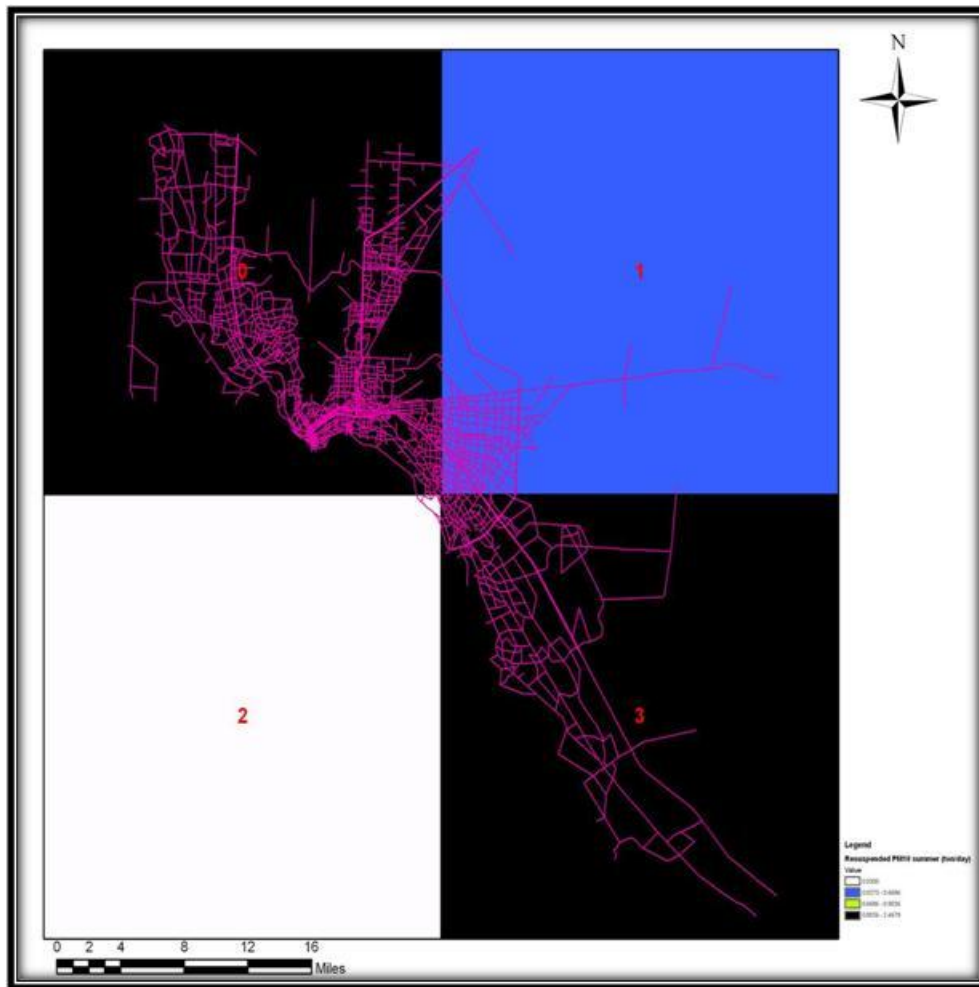 N
0
1
2
3
0 2 4 8 12 16
Miles
Legend
Resuspended PM10 summer (ton/day)
Value